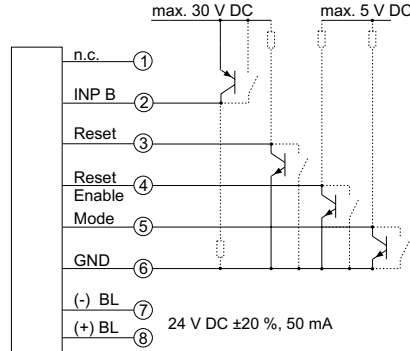 max. 30 V DC
max. 5 V DC
n.c. 1
INP B 2
Reset 3
Reset Enable 4
Mode 5
GND 6
(-) BL 7
(+) BL 8
24 V DC ±20 %, 50 mA